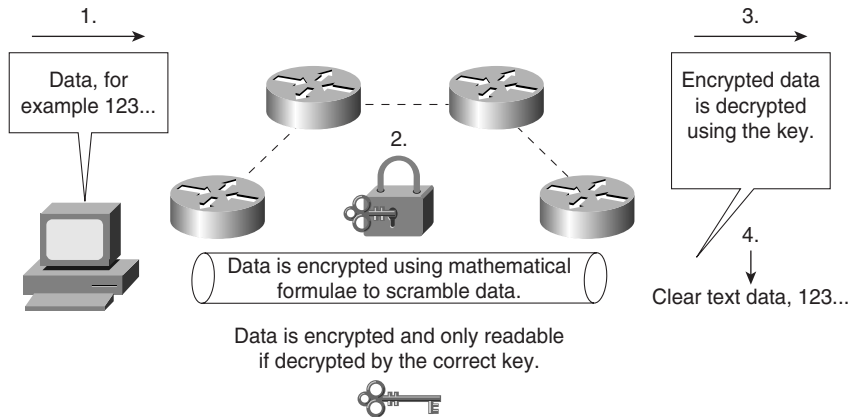 1.
Data, for
example 123...
2.
Data is encrypted using mathematical
formulae to scramble data.
Data is encrypted and only readable
if decrypted by the correct key.
3.
Encrypted data
is decrypted
using the key.
4.
Clear text data, 123...